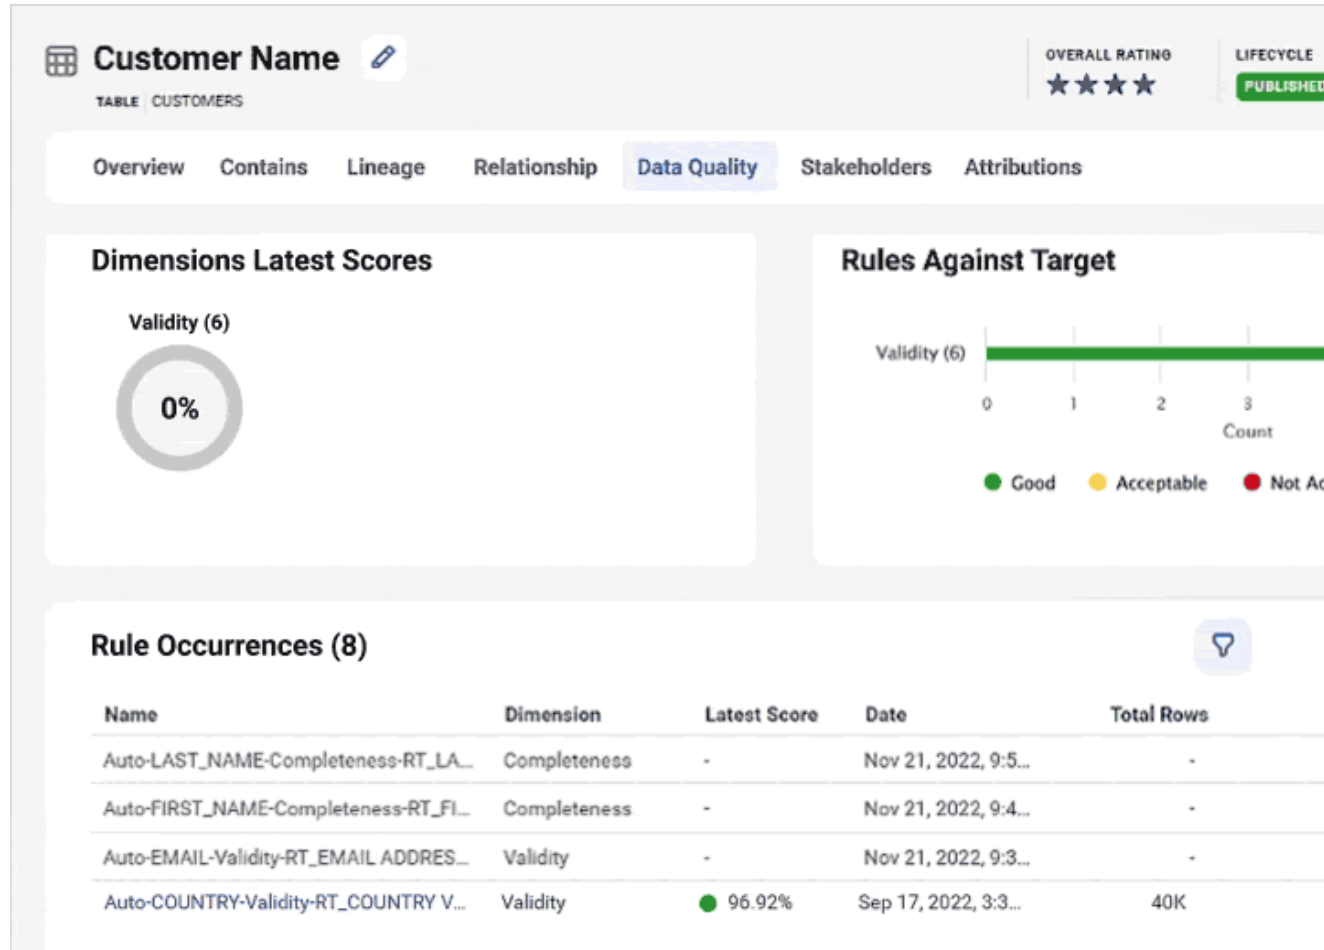 Customer Name
OVERALL RATING
LIFECYCLE
TABLE CUSTOMERS
PUBLISHED
Overview Contains Lineage Relationship Data Quality Stakeholders Attributions
Dimensions Latest Scores
Validity (6)
0%
Rules Against Target
Validity (6)
0 1 2 3
Count
Good Acceptable Not Ac
Rule Occurrences (8)
Name Dimension Latest Score Date Total Rows
Auto-LAST_NAME-Completeness-RT_LA... Completeness - Nov 21, 2022, 9:5... -
Auto-FIRST_NAME-Completeness-RT_FI... Completeness - Nov 21, 2022, 9:4... -
Auto-EMAIL-Validity-RT_EMAIL ADDRES... Validity - Nov 21, 2022, 9:3... -
Auto-COUNTRY-Validity-RT_COUNTRY V... Validity 96.92% Sep 17, 2022, 3:3... 40K